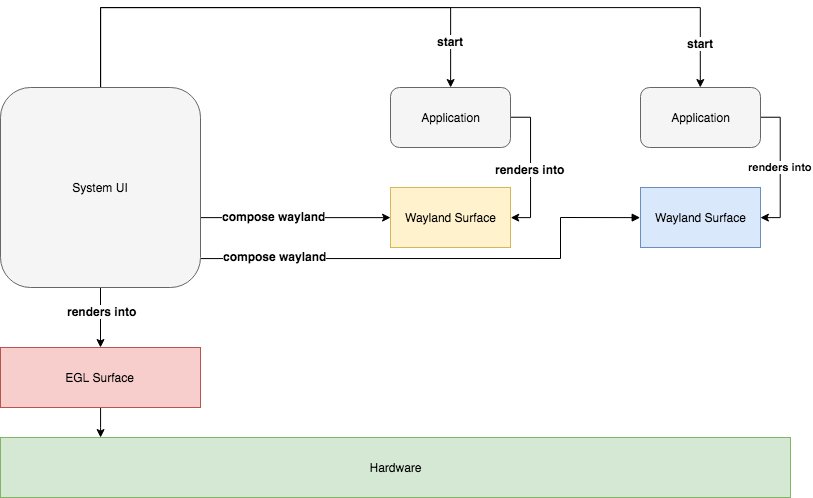 start
start
Application
Application
renders into
renders into
System UI
compose wayland
Wayland Surface
Wayland Surface
compose wayland
renders into
EGL Surface
Hardware